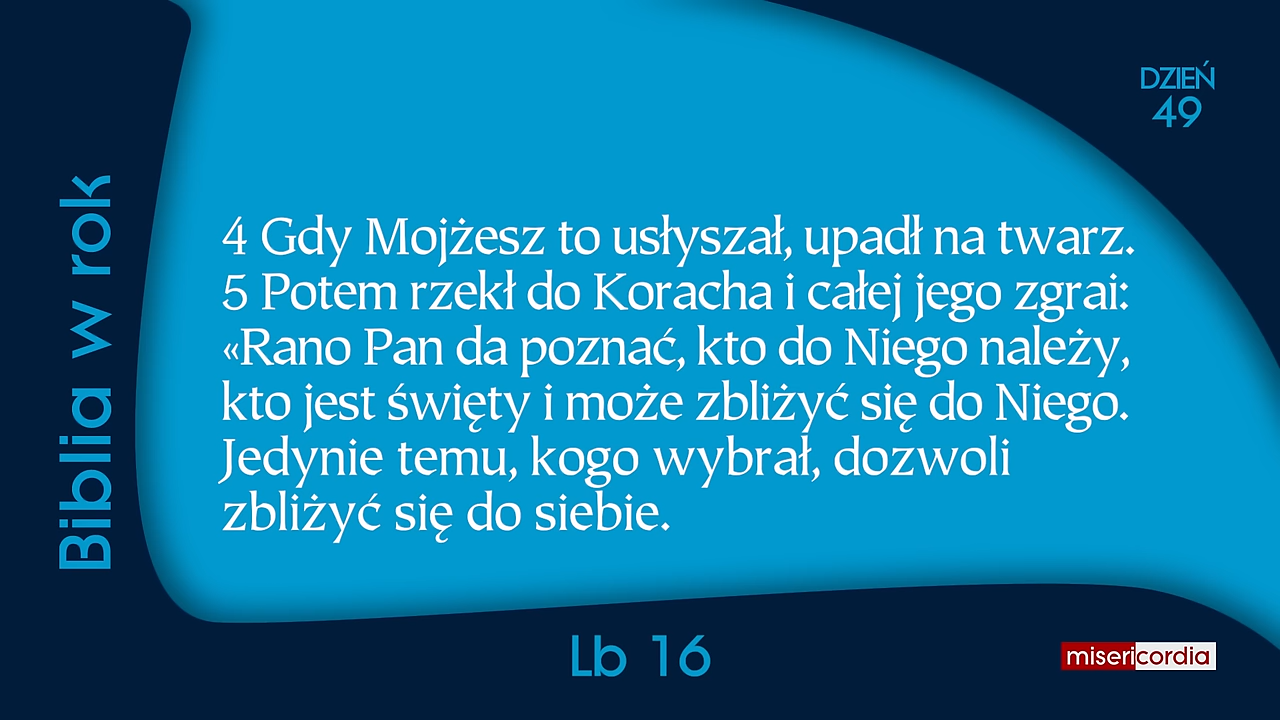 DZIEŃ
49
Biblia w rok
4 Gdy Mojżesz to usłyszał, upadł na twarz.
5 Potem rzekł do Koracha i całej jego zgrai:
«Rano Pan da poznać, kto do Niego należy,
kto jest święty i może zbliżyć się do Niego.
Jedynie temu, kogo wybrał, dozwoli
zbliżyć się do siebie.
Lb 16
misericordia